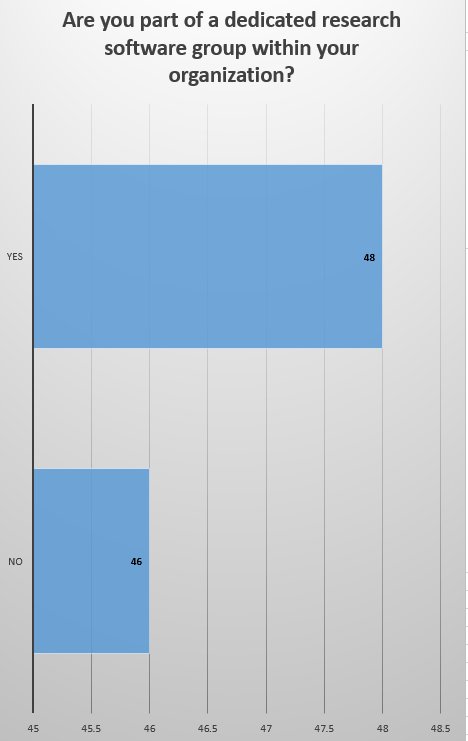 Are you part of a dedicated research
software group within your
organization?
YES
48
NO
46
45 45.5 46 46.5 47 47.5 48 48.5